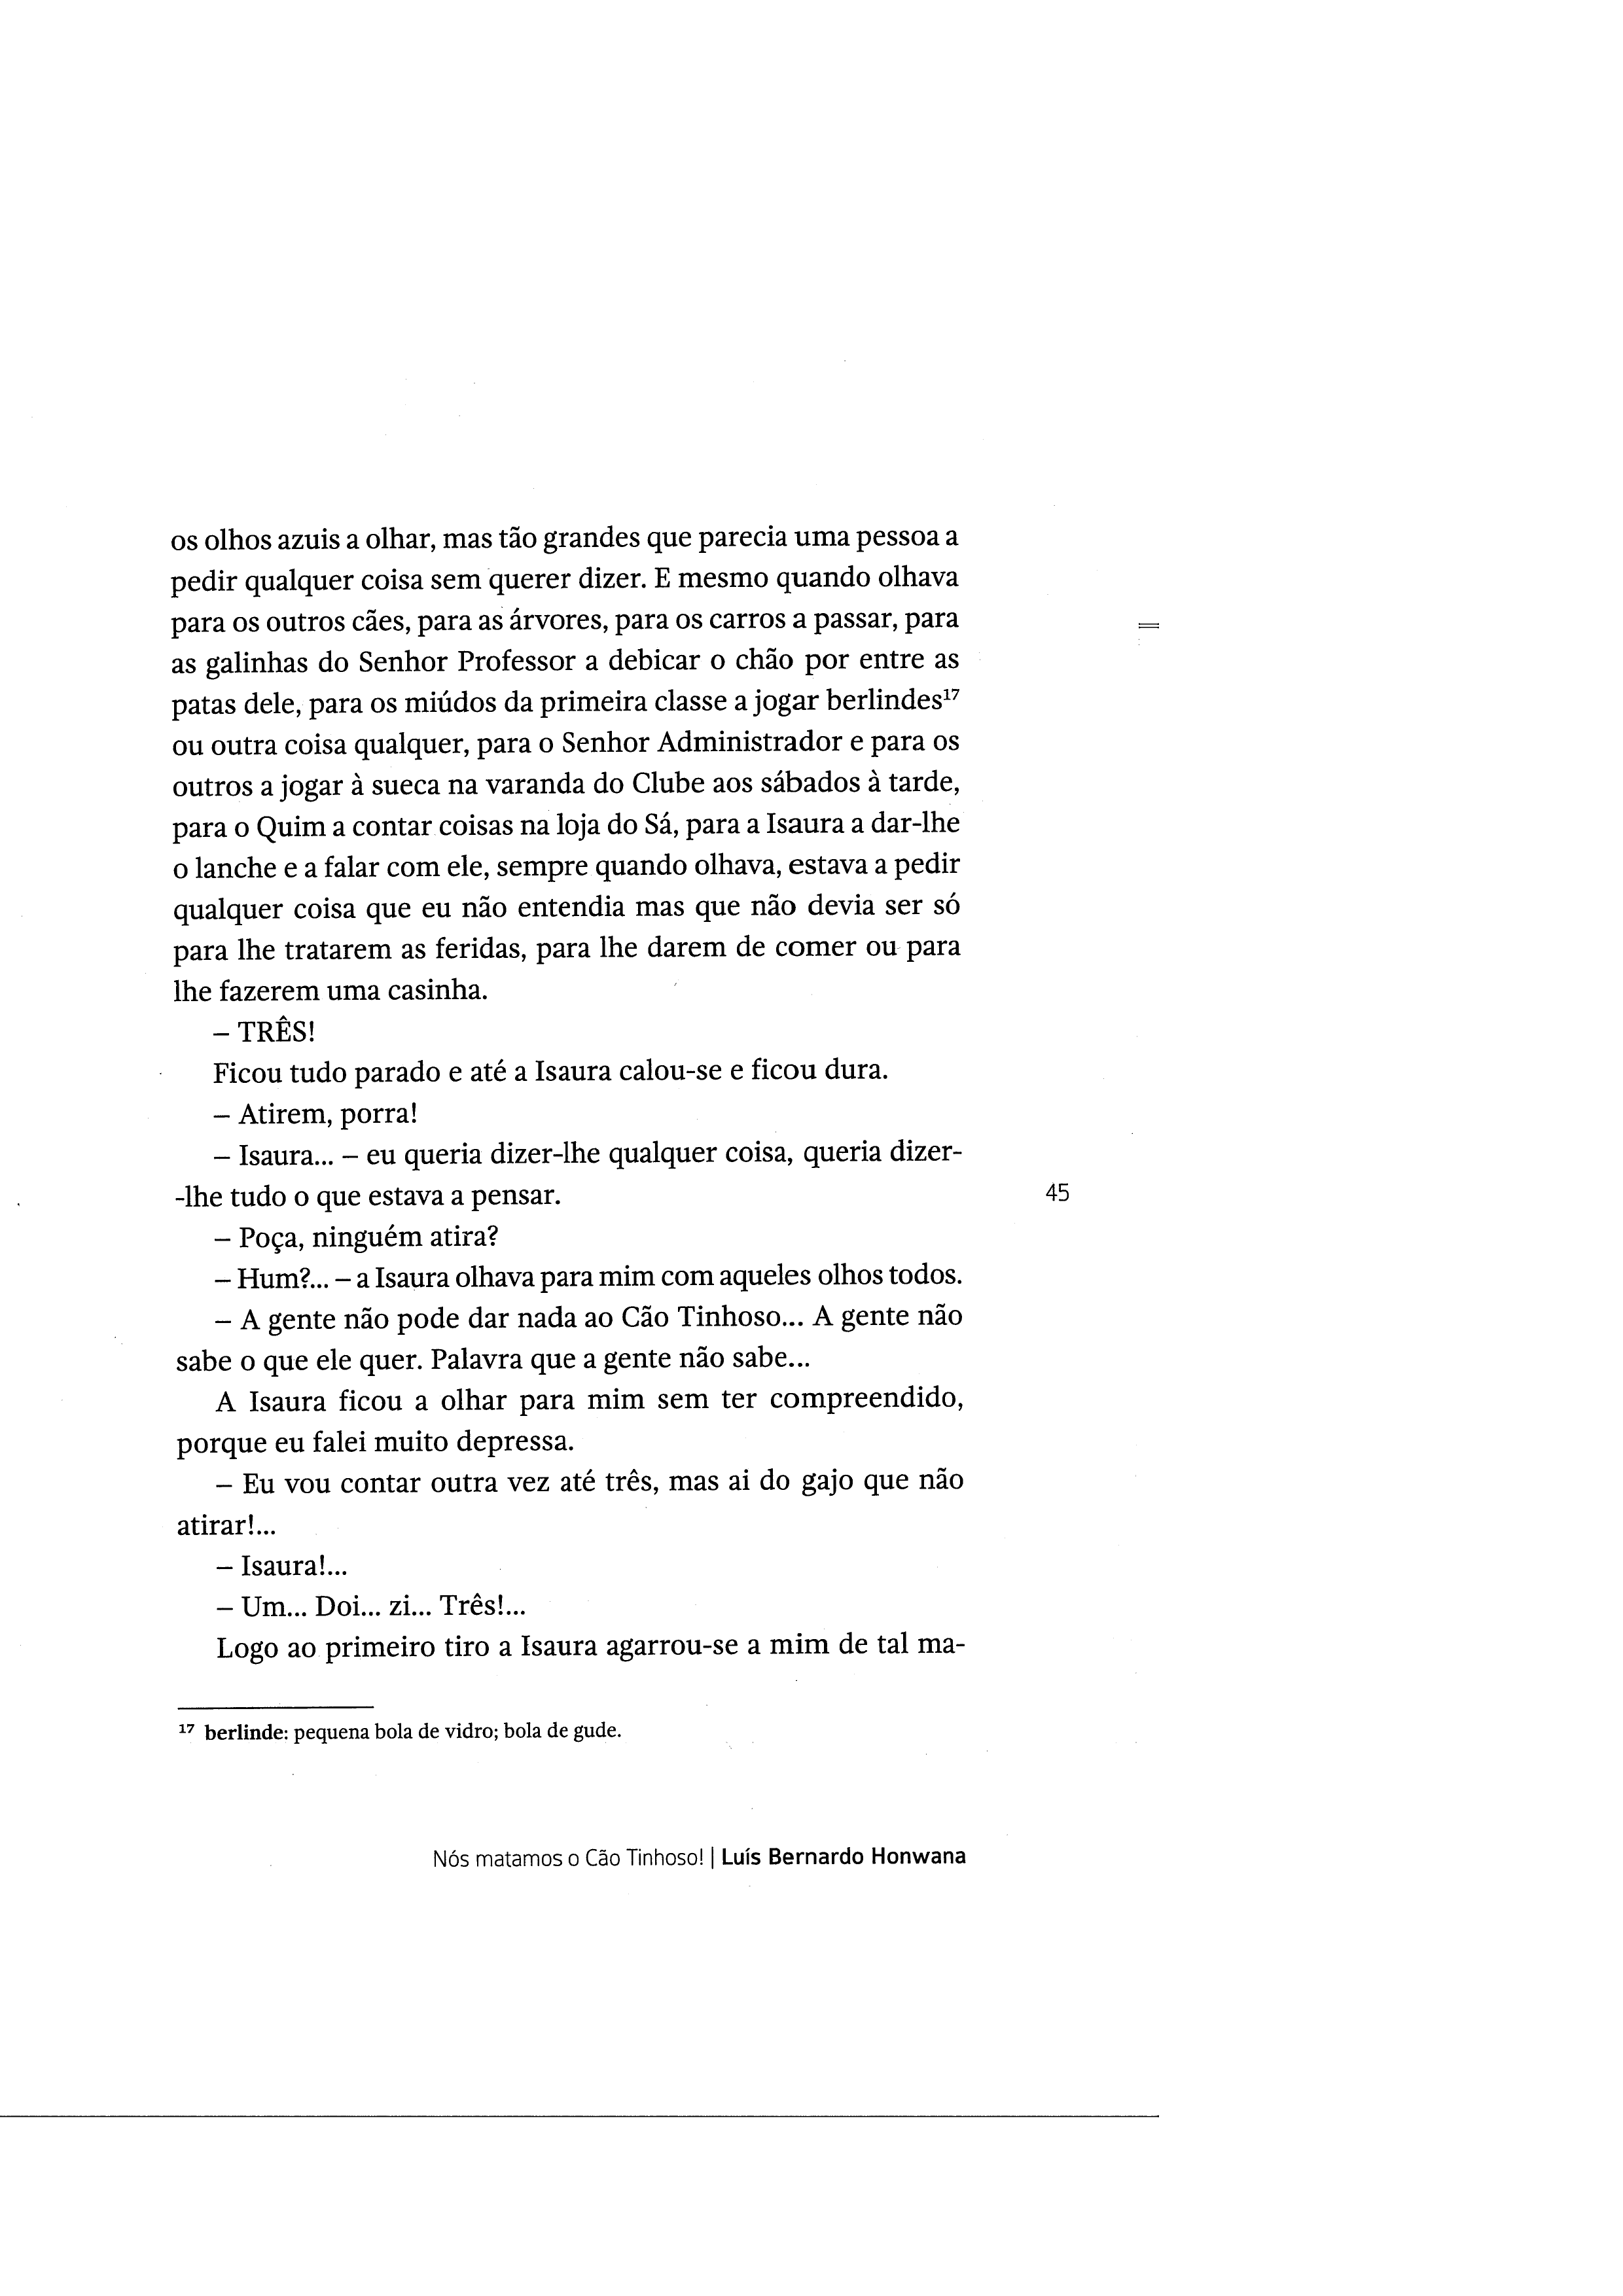 os olhos azuis a olhar, mas tão grandes que parecia uma pessoa a
pedir qualquer coisa sem querer dizer. E mesmo quando olhava
para os outros cães, para as árvores, para os carros a passar, para
as galinhas do Senhor Professor a debicar o chão por entre as
patas dele, para os miúdos da primeira classe a jogar berlindes¹⁷
ou outra coisa qualquer, para o Senhor Administrador e para os
outros a jogar à sueca na varanda do Clube aos sábados à tarde,
para o Quim a contar coisas na loja do Sá, para a Isaura a dar-lhe
o lanche e a falar com ele, sempre quando olhava, estava a pedir
qualquer coisa que eu não entendia mas que não devia ser só
para lhe tratarem as feridas, para lhe darem de comer ou para
lhe fazerem uma casinha.
– TRÊS!
Ficou tudo parado e até a Isaura calou-se e ficou dura.
– Atirem, porra!
– Isaura... – eu queria dizer-lhe qualquer coisa, queria dizer-
-lhe tudo o que estava a pensar.
45
– Poça, ninguém atira?
– Hum?... – a Isaura olhava para mim com aqueles olhos todos.
– A gente não pode dar nada ao Cão Tinhoso... A gente não
sabe o que ele quer. Palavra que a gente não sabe...
A Isaura ficou a olhar para mim sem ter compreendido,
porque eu falei muito depressa.
– Eu vou contar outra vez até três, mas ai do gajo que não
atirar!...
– Isaura!...
– Um... Doi... zi... Três!...
Logo ao primeiro tiro a Isaura agarrou-se a mim de tal ma-
¹⁷ berlinde: pequena bola de vidro; bola de gude.
Nós matamos o Cão Tinhoso! | Luís Bernardo Honwana